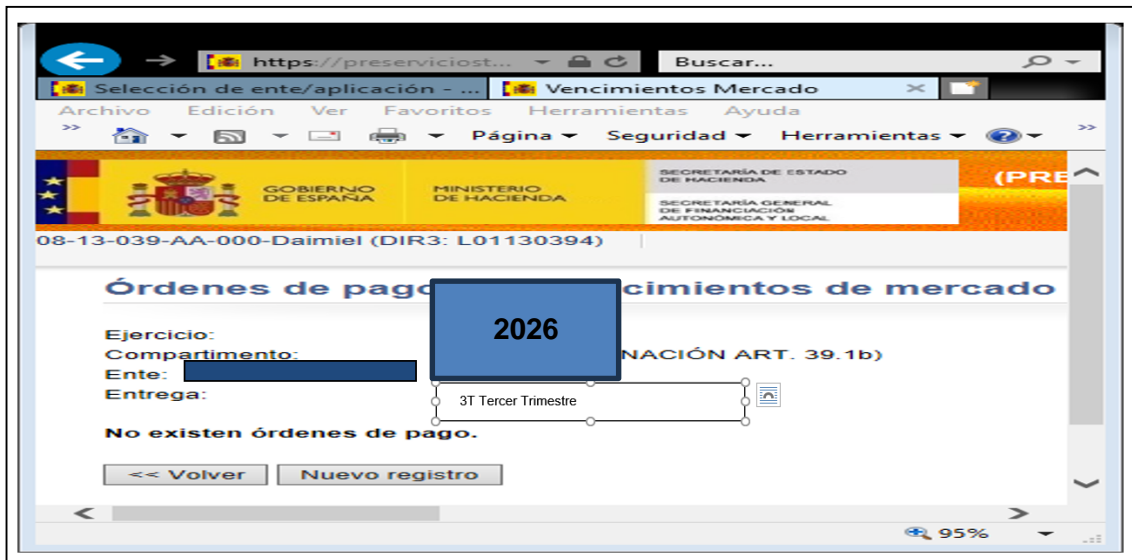 https://preserviciost...
Buscar...
Selección de ente/aplicación - ...
Vencimientos Mercado
Archivo Edición Ver Favoritos Herramientas Ayuda
>> Página Seguridad Herramientas >>
GOBIERNO
DE ESPAÑA
MINISTERIO
DE HACIENDA
SECRETARÍA DE ESTADO
DE HACIENDA
SECRETARÍA GENERAL
DE FINANCIACIÓN
AUTONÓMICA Y LOCAL
(PRE
08-13-039-AA-000-Daimiel (DIR3: L01130394)
Órdenes de pago cimientos de mercado
2026
Ejercicio:
Compartimento: NACIÓN ART. 39.1b)
Ente:
Entrega: 3T Tercer Trimestre
No existen órdenes de pago.
<< Volver Nuevo registro
95%